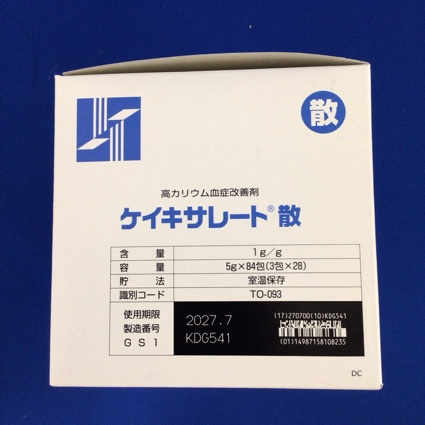 散
高カリウム血症改善剤
ケイキサレート®散
含量 1g/g
容量 5g×84包(3包×28)
貯法 室温保存
識別コード TO-093
使用期限 2027.7
製造番号 KDG541
GS1
(17)270700(10)KDG541
(01)14987158108235
DC